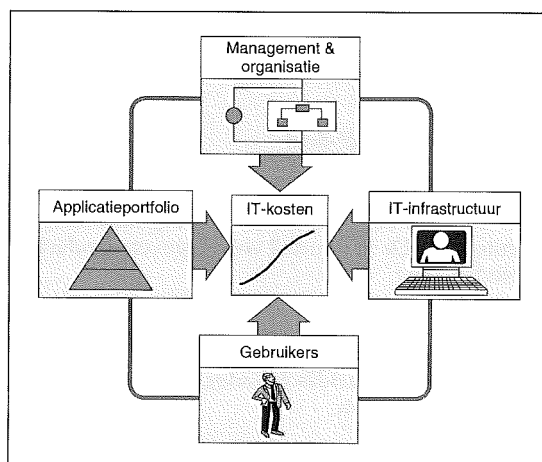 Management &
organisatie
Applicatieportfolio
IT-kosten
IT-infrastructuur
Gebruikers